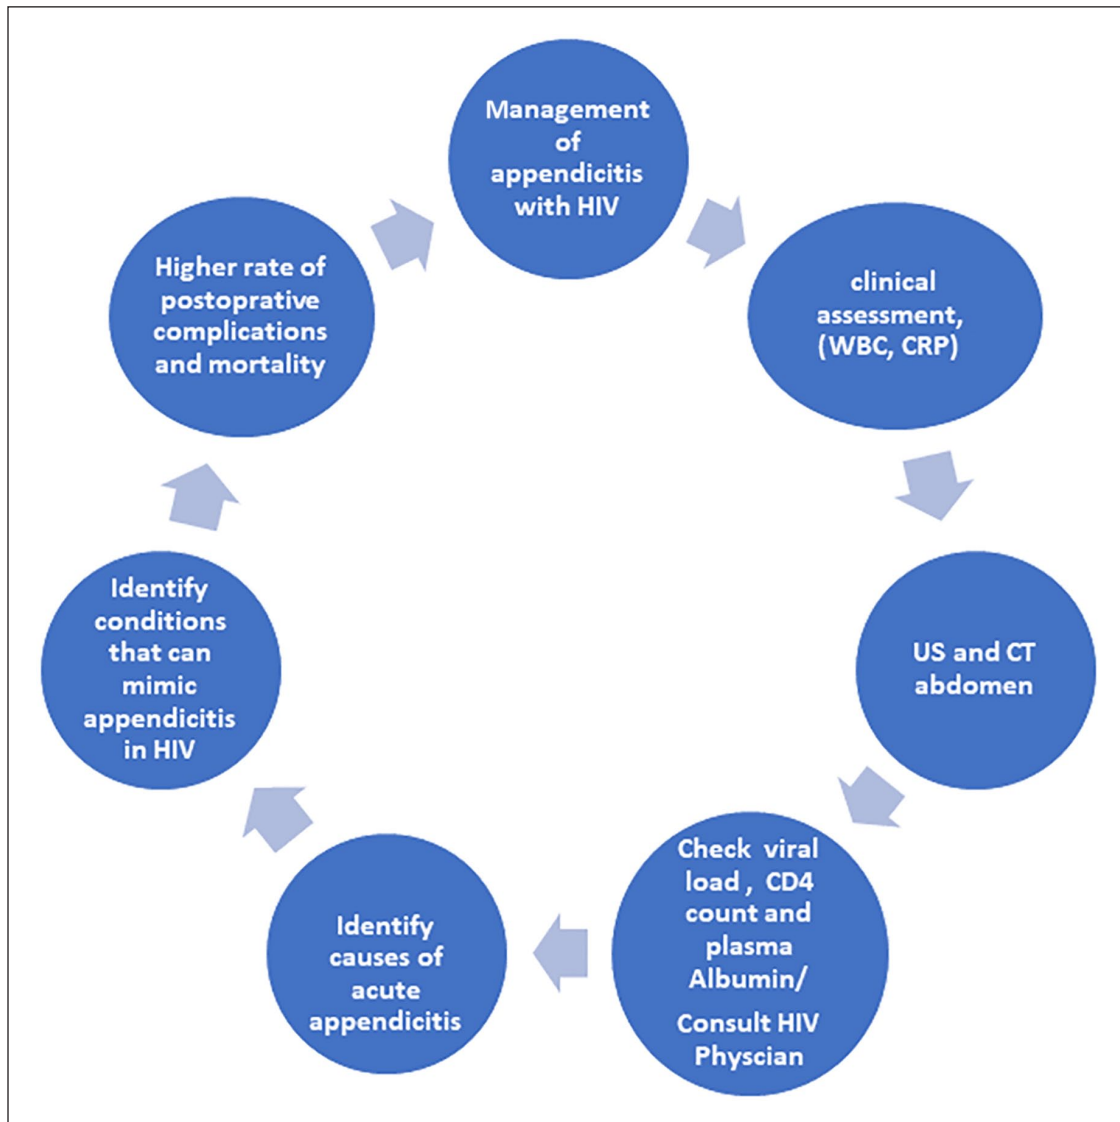 Management
of
appendicitis
with HIV
clinical
assessment,
(WBC, CRP)
US and CT
abdomen
Check viral
load , CD4
count and
plasma
Albumin/
Consult HIV
Physcian
Identify
causes of
acute
appendicitis
Identify
conditions
that can
mimic
appendicitis
in HIV
Higher rate of
postoprative
complications
and mortality